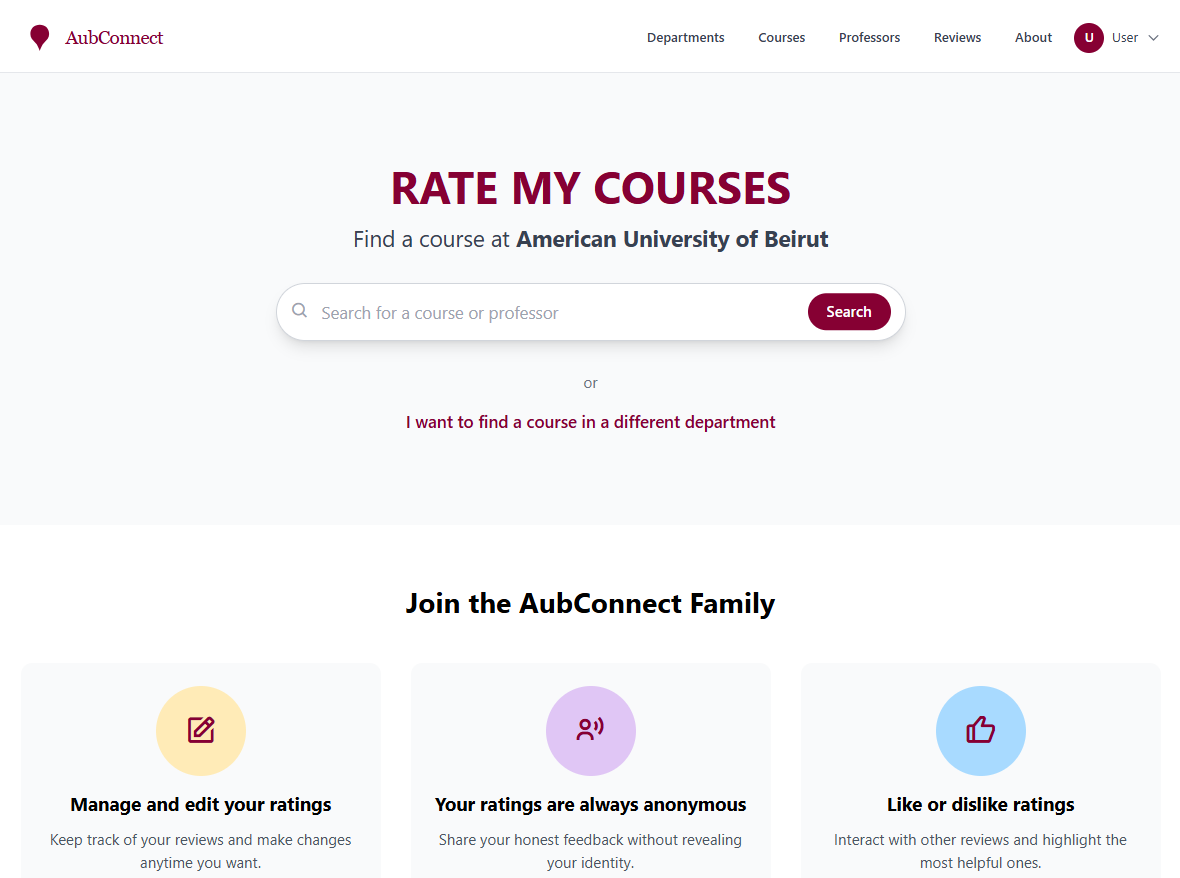 AubConnect
Departments
Courses
Professors
Reviews
About
U
User
RATE MY COURSES
Find a course at American University of Beirut
Search for a course or professor
Search
or
I want to find a course in a different department
Join the AubConnect Family
Manage and edit your ratings
Keep track of your reviews and make changes
anytime you want.
Your ratings are always anonymous
Share your honest feedback without revealing
your identity.
Like or dislike ratings
Interact with other reviews and highlight the
most helpful ones.